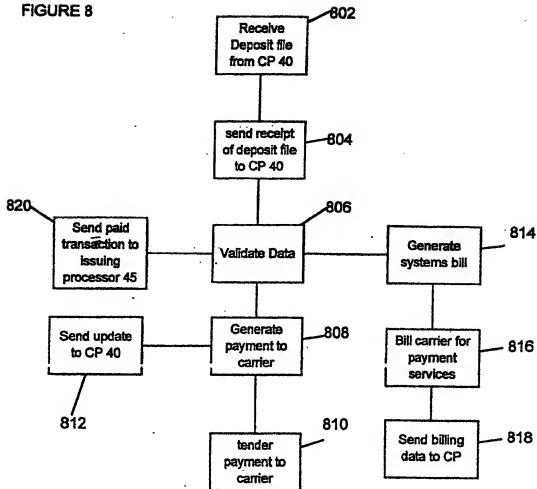 FIGURE 8
802
Receive
Deposit file
from CP 40
send receipt
of deposit file
to CP 40
804
820
806
Send paid
transaction to
issuing
processor 45
Validate Data
Generate
systems bill
814
Send update
to CP 40
Generate
payment to
carrier
808
Bill carrier for
payment
services
816
812
tender
payment to
carrier
810
Send billing
data to CP
818